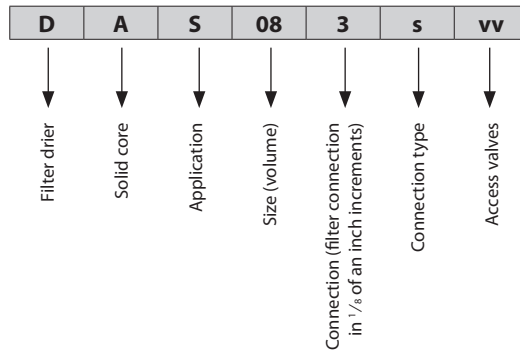 D A S 08 3 s vv
Filter drier
Solid core
Application
Size (volume)
Connection (filter connection
in 1/8 of an inch increments)
Connection type
Access valves